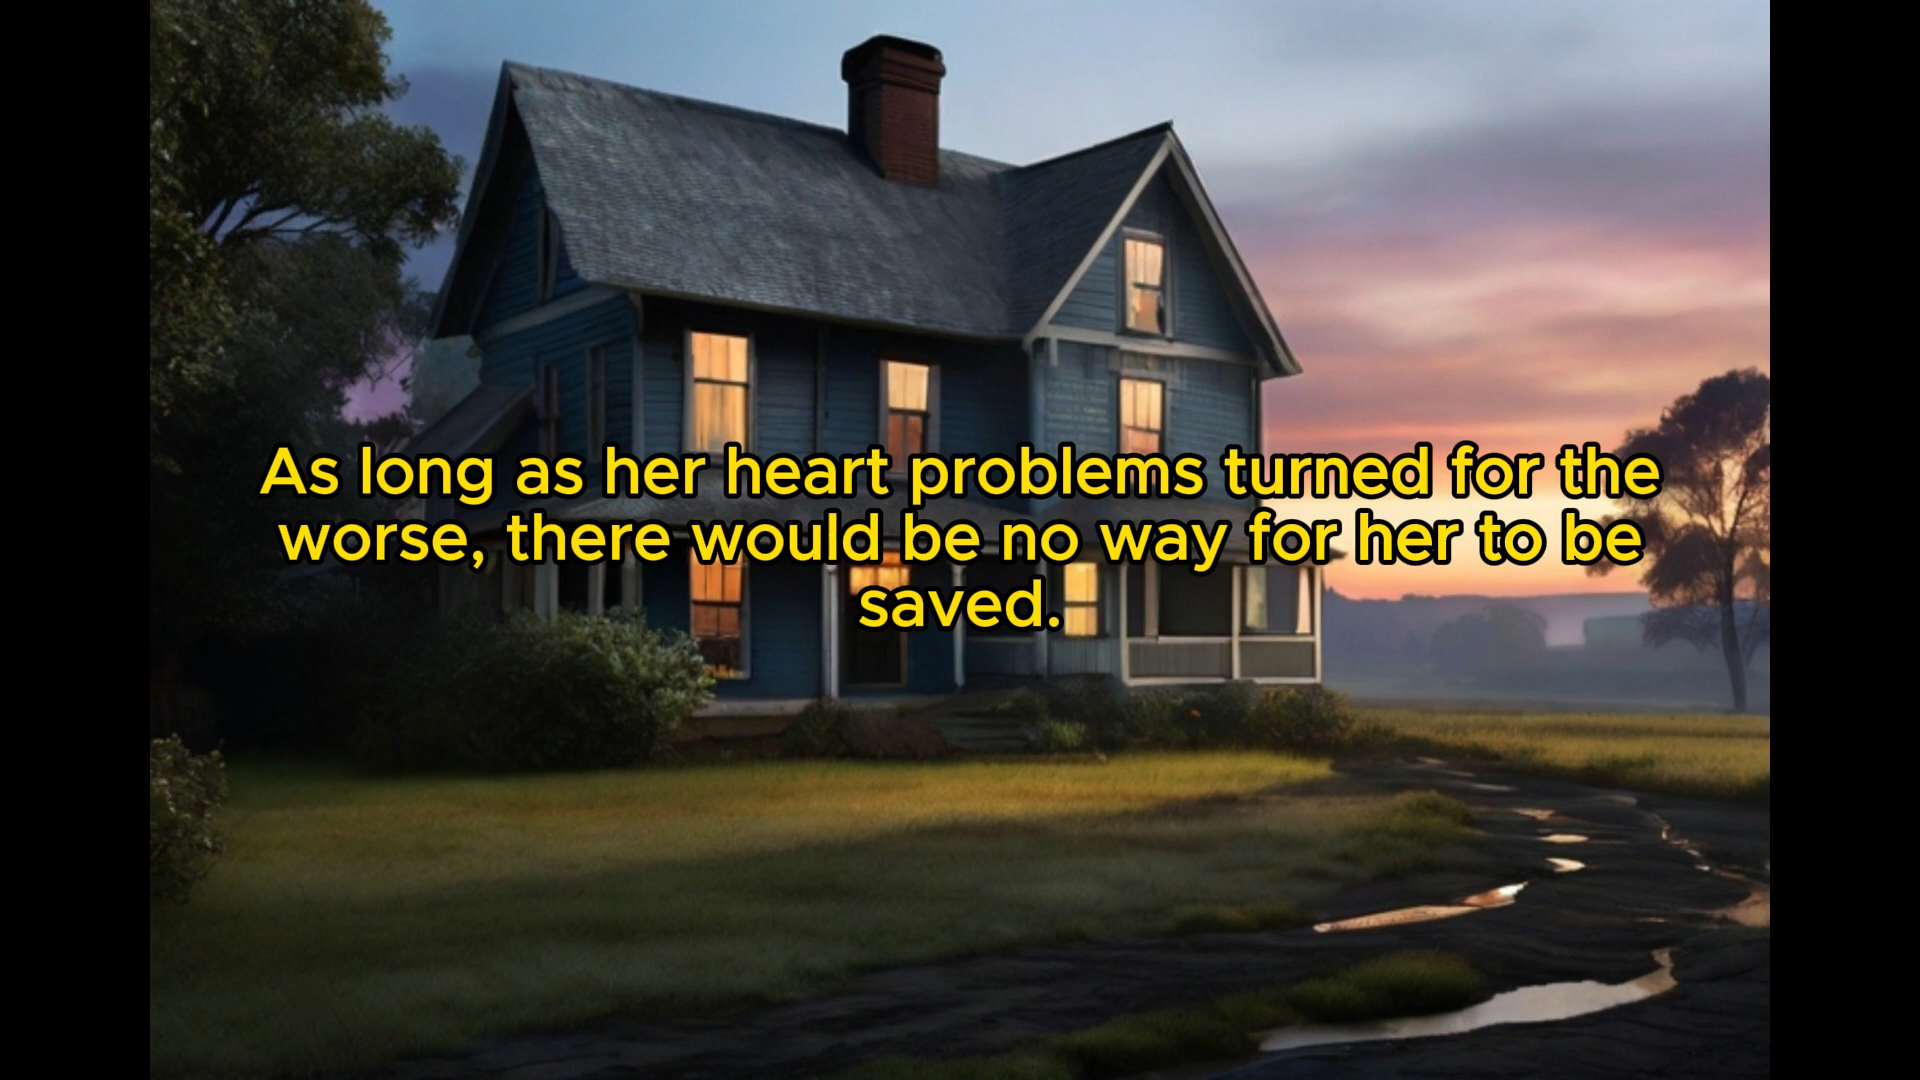 As long as her heart problems turned for the
worse, there would be no way for her to be
saved.